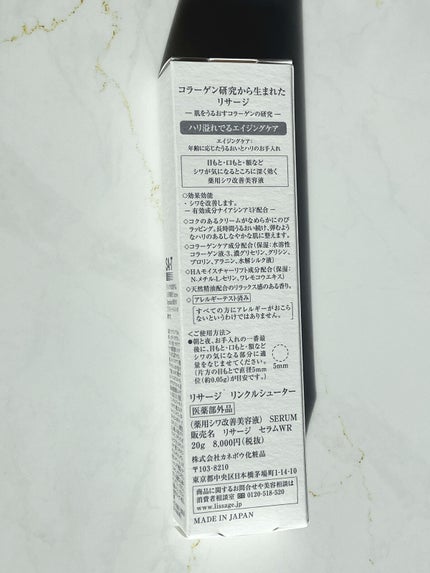 コラーゲン研究から生まれた
リサージ
― 肌をうるおすコラーゲンの研究 ―
ハリ溢れでるエイジングケア
エイジングケア:
年齢に応じたうるおいとハリのお手入れ
目もと・口もと・額など
シワが気になるところに深く効く
薬用シワ改善美容液
◇効果効能
・シワを改善します。
―有効成分ナイアシンアミド配合―
◇コクのあるクリームがなめらかにのび
ラッピング。長時間うるおい続け、弾むよう
なハリのあるしなやかな肌に整えます。
◇コラーゲンケア成分配合(保湿:水溶性
コラーゲン液-3、濃グリセリン、グリシン、
プロリン、アラニン、水解シルク液)
◇HAモイスチャーリフト成分配合(保湿:
N-メチル-L-セリン、ワレモコウエキス)
◇天然精油配合のリラックス感のある香り。
◇アレルギーテスト済み
すべての方にアレルギーがおこら
ないというわけではありません。
<ご使用方法>
●朝と夜、お手入れの一番最
後に、目もと・口もと・額など
シワの気になる部分に適
量をなじませてください。
(片方の目もとで直径5mm
位(約0.05g)が目安です。)
5mm
リサージ リンクルシューター
医薬部外品
(薬用シワ改善美容液) SERUM
販売名 リサージ セラムWR
20g 8,000円(税抜)
株式会社カネボウ化粧品
〒103-8210
東京都中央区日本橋茅場町1-14-10
商品に関するお問合せや美容相談は
消費者相談室 0120-518-520
www.lissage.jp
MADE IN JAPAN